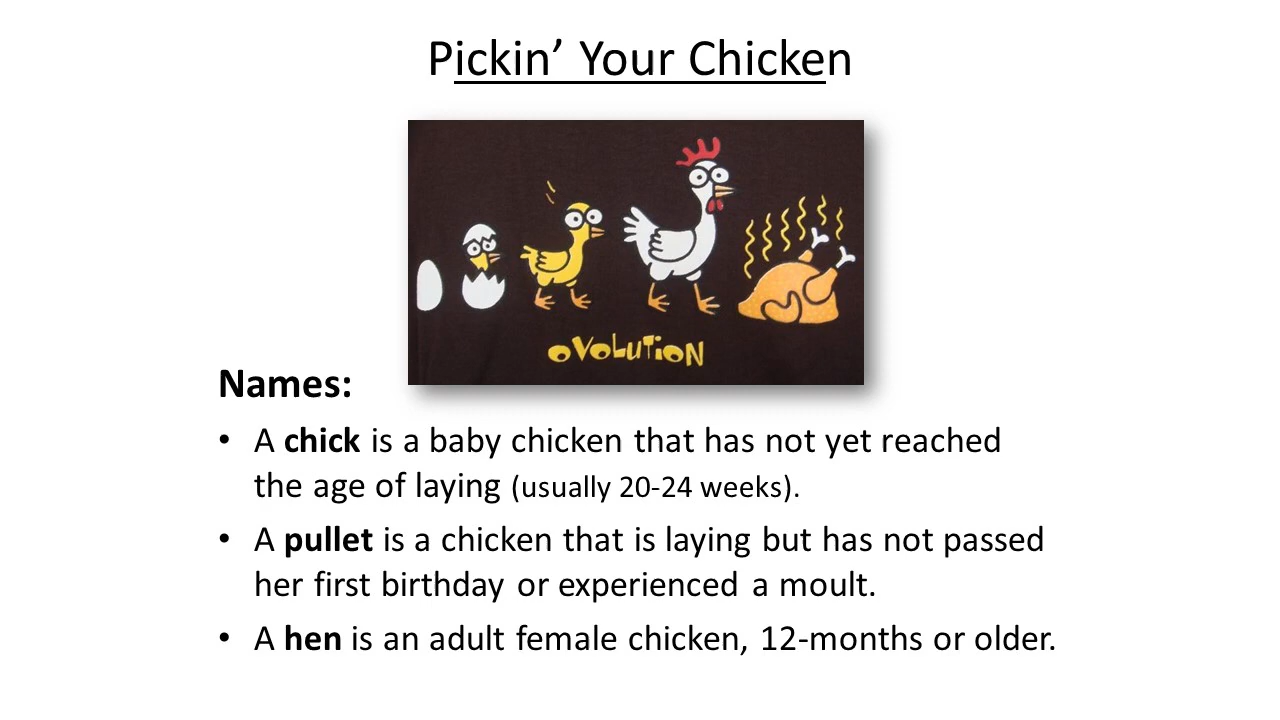 Pickin’ Your Chicken
oVoLUTiON
Names:
• A chick is a baby chicken that has not yet reached
the age of laying (usually 20-24 weeks).
• A pullet is a chicken that is laying but has not passed
her first birthday or experienced a moult.
• A hen is an adult female chicken, 12-months or older.